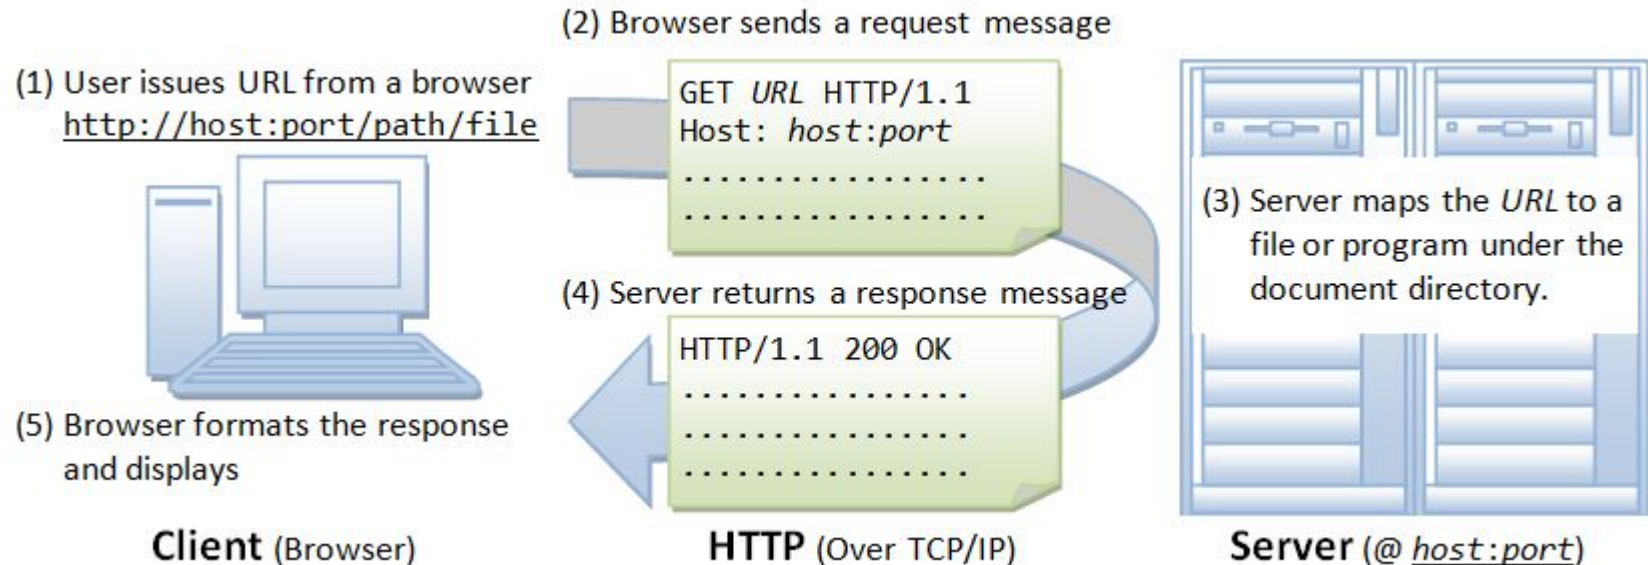 (1) User issues URL from a browser
http://host:port/path/file
(2) Browser sends a request message
GET URL HTTP/1.1
Host: host:port
.................
.................
(3) Server maps the URL to a
file or program under the
document directory.
(4) Server returns a response message
HTTP/1.1 200 OK
................
................
................
(5) Browser formats the response
and displays
Client (Browser)
HTTP (Over TCP/IP)
Server (@ host:port)